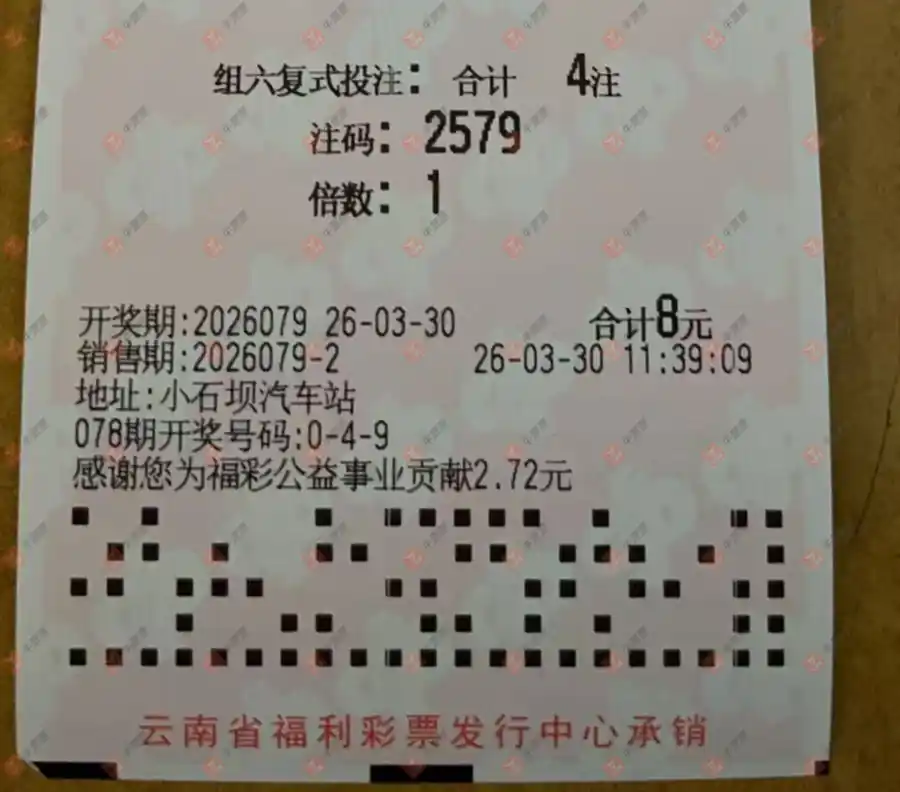 组六复式投注: 合计 4注
注码: 2579
倍数: 1
开奖期:2026079 26-03-30 合计8元
销售期:2026079-2 26-03-30 11:39:09
地址:小石坝汽车站
078期开奖号码:0-4-9
感谢您为福彩公益事业贡献2.72元
云南省福利彩票发行中心承销